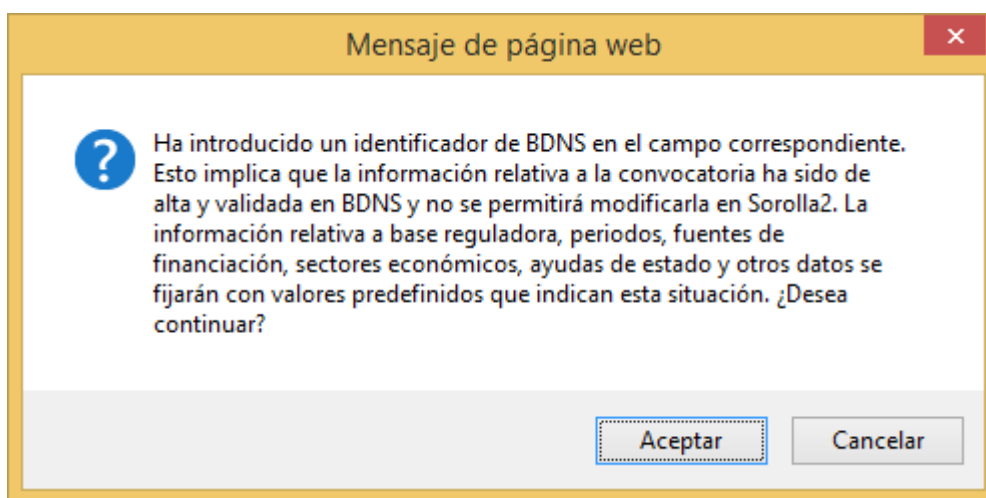 Mensaje de página web
Ha introducido un identificador de BDNS en el campo correspondiente.
Esto implica que la información relativa a la convocatoria ha sido de
alta y validada en BDNS y no se permitirá modificarla en Sorolla2. La
información relativa a base reguladora, periodos, fuentes de
financiación, sectores económicos, ayudas de estado y otros datos se
fijarán con valores predefinidos que indican esta situación. ¿Desea
continuar?
Aceptar
Cancelar